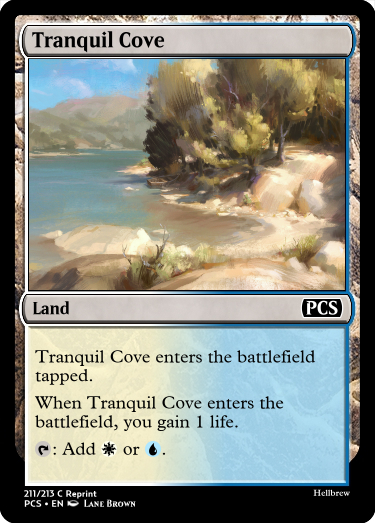 Tranquil Cove
Land
PCS
Tranquil Cove enters the battlefield
tapped.
When Tranquil Cove enters the
battlefield, you gain 1 life.
: Add or .
211/213 C Reprint
Hellbrew
PCS • EN Lane Brown